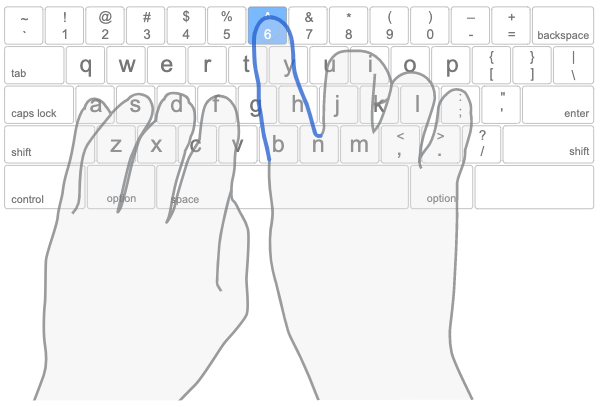 ~ ! @ # $ % ^ & * ( ) _ +
` 1 2 3 4 5 6 7 8 9 0 - = backspace
tab q w e r t y u i o p { [ } ] | \
caps lock a s d f g h j k l : ; " ' enter
shift z x c v b n m < , > . ? / shift
control option space option